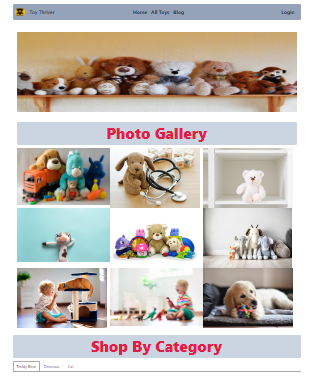 Toy Thriver
Home All Toys Blog
Login
Photo Gallery
Shop By Category
Teddy Bear Dinosaur Cat